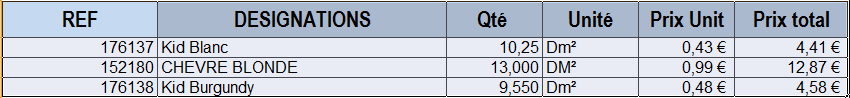 REF DESIGNATIONS Qté Unité Prix Unit Prix total
176137 Kid Blanc 10,25 Dm² 0,43 € 4,41 €
152180 CHEVRE BLONDE 13,000 DM² 0,99 € 12,87 €
176138 Kid Burgundy 9,550 Dm² 0,48 € 4,58 €